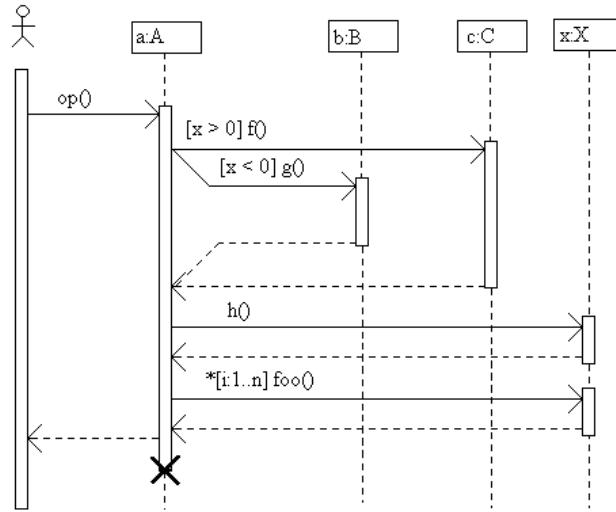 a:A
b:B
c:C
x:X
op()
[x > 0] f()
[x < 0] g()
h()
*[i:1..n] foo()